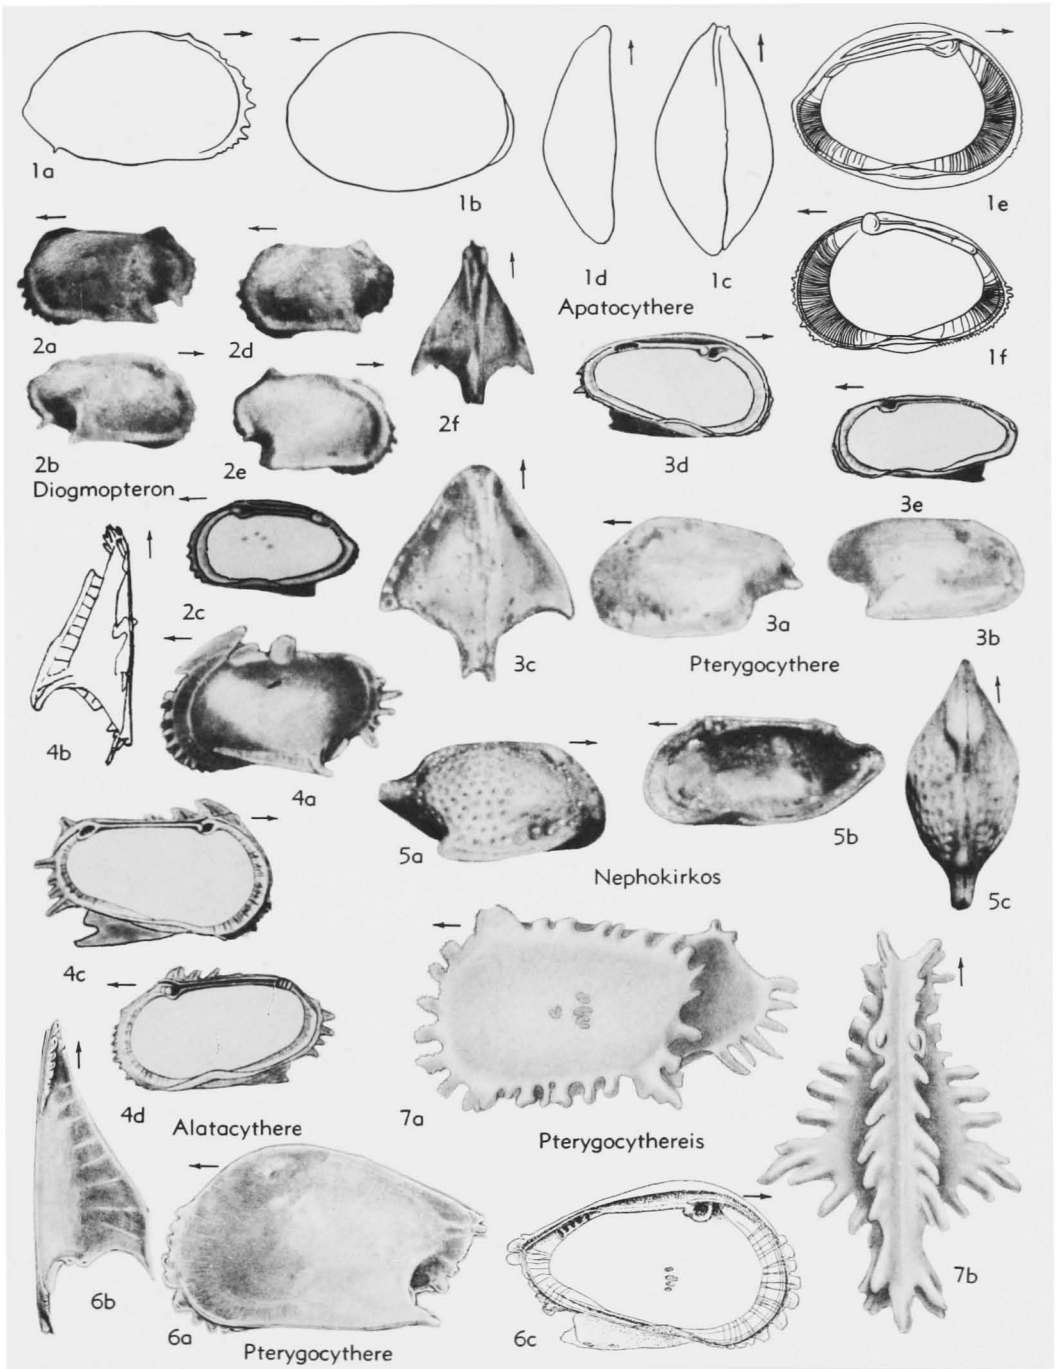 1a
1b
1d
1c
1e
Apatocythere
1f
2a
2d
2f
2b
2e
3d
Diogmopteron
3e
2c
3c
3a
3b
Pterygocythere
4b
4a
5a
5b
5c
Nephokirkos
4c
4d
7a
Alatacythere
Pterygocythereis
6b
6a
6c
7b
Pterygocythere